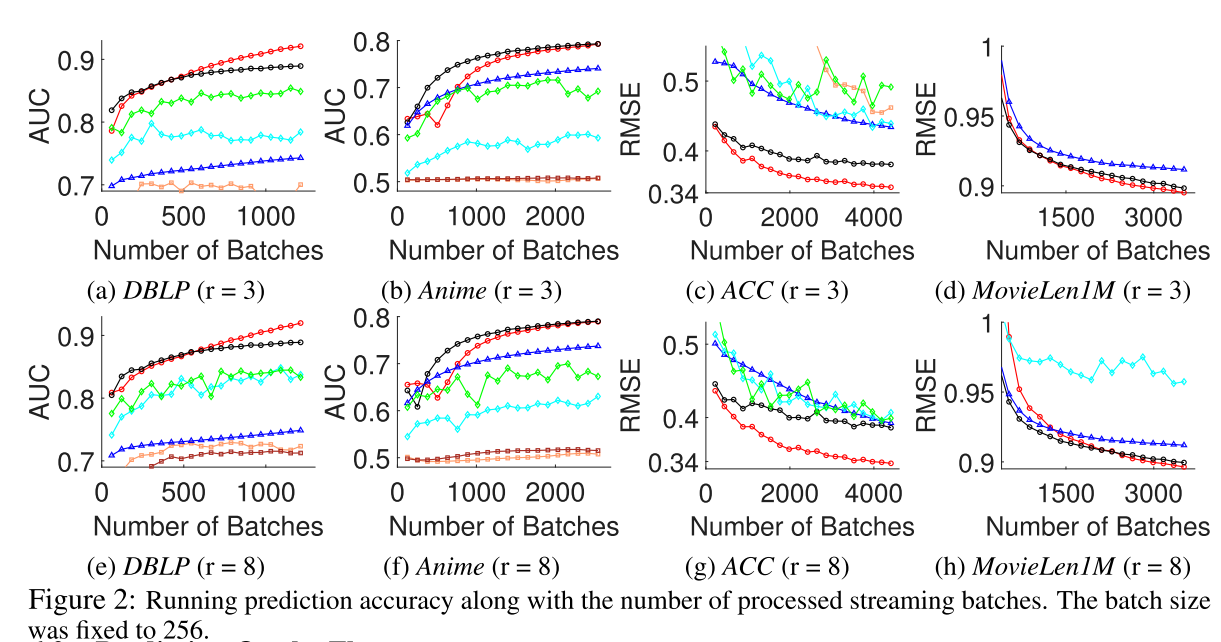 0.9
0.8
0.7
AUC
0 500 1000
Number of Batches
(a) DBLP (r = 3)
0.8
0.7
0.6
0.5
AUC
0 1000 2000
Number of Batches
(b) Anime (r = 3)
0.5
0.4
0.34
RMSE
0 2000 4000
Number of Batches
(c) ACC (r = 3)
1
0.95
0.9
RMSE
1500 3000
Number of Batches
(d) MovieLen1M (r = 3)
0.9
0.8
0.7
AUC
0 500 1000
Number of Batches
(e) DBLP (r = 8)
0.8
0.7
0.6
0.5
AUC
0 1000 2000
Number of Batches
(f) Anime (r = 8)
0.5
0.4
0.34
RMSE
0 2000 4000
Number of Batches
(g) ACC (r = 8)
1
0.95
0.9
RMSE
1500 3000
Number of Batches
(h) MovieLen1M (r = 8)
Figure 2: Running prediction accuracy along with the number of processed streaming batches. The batch size
was fixed to 256.